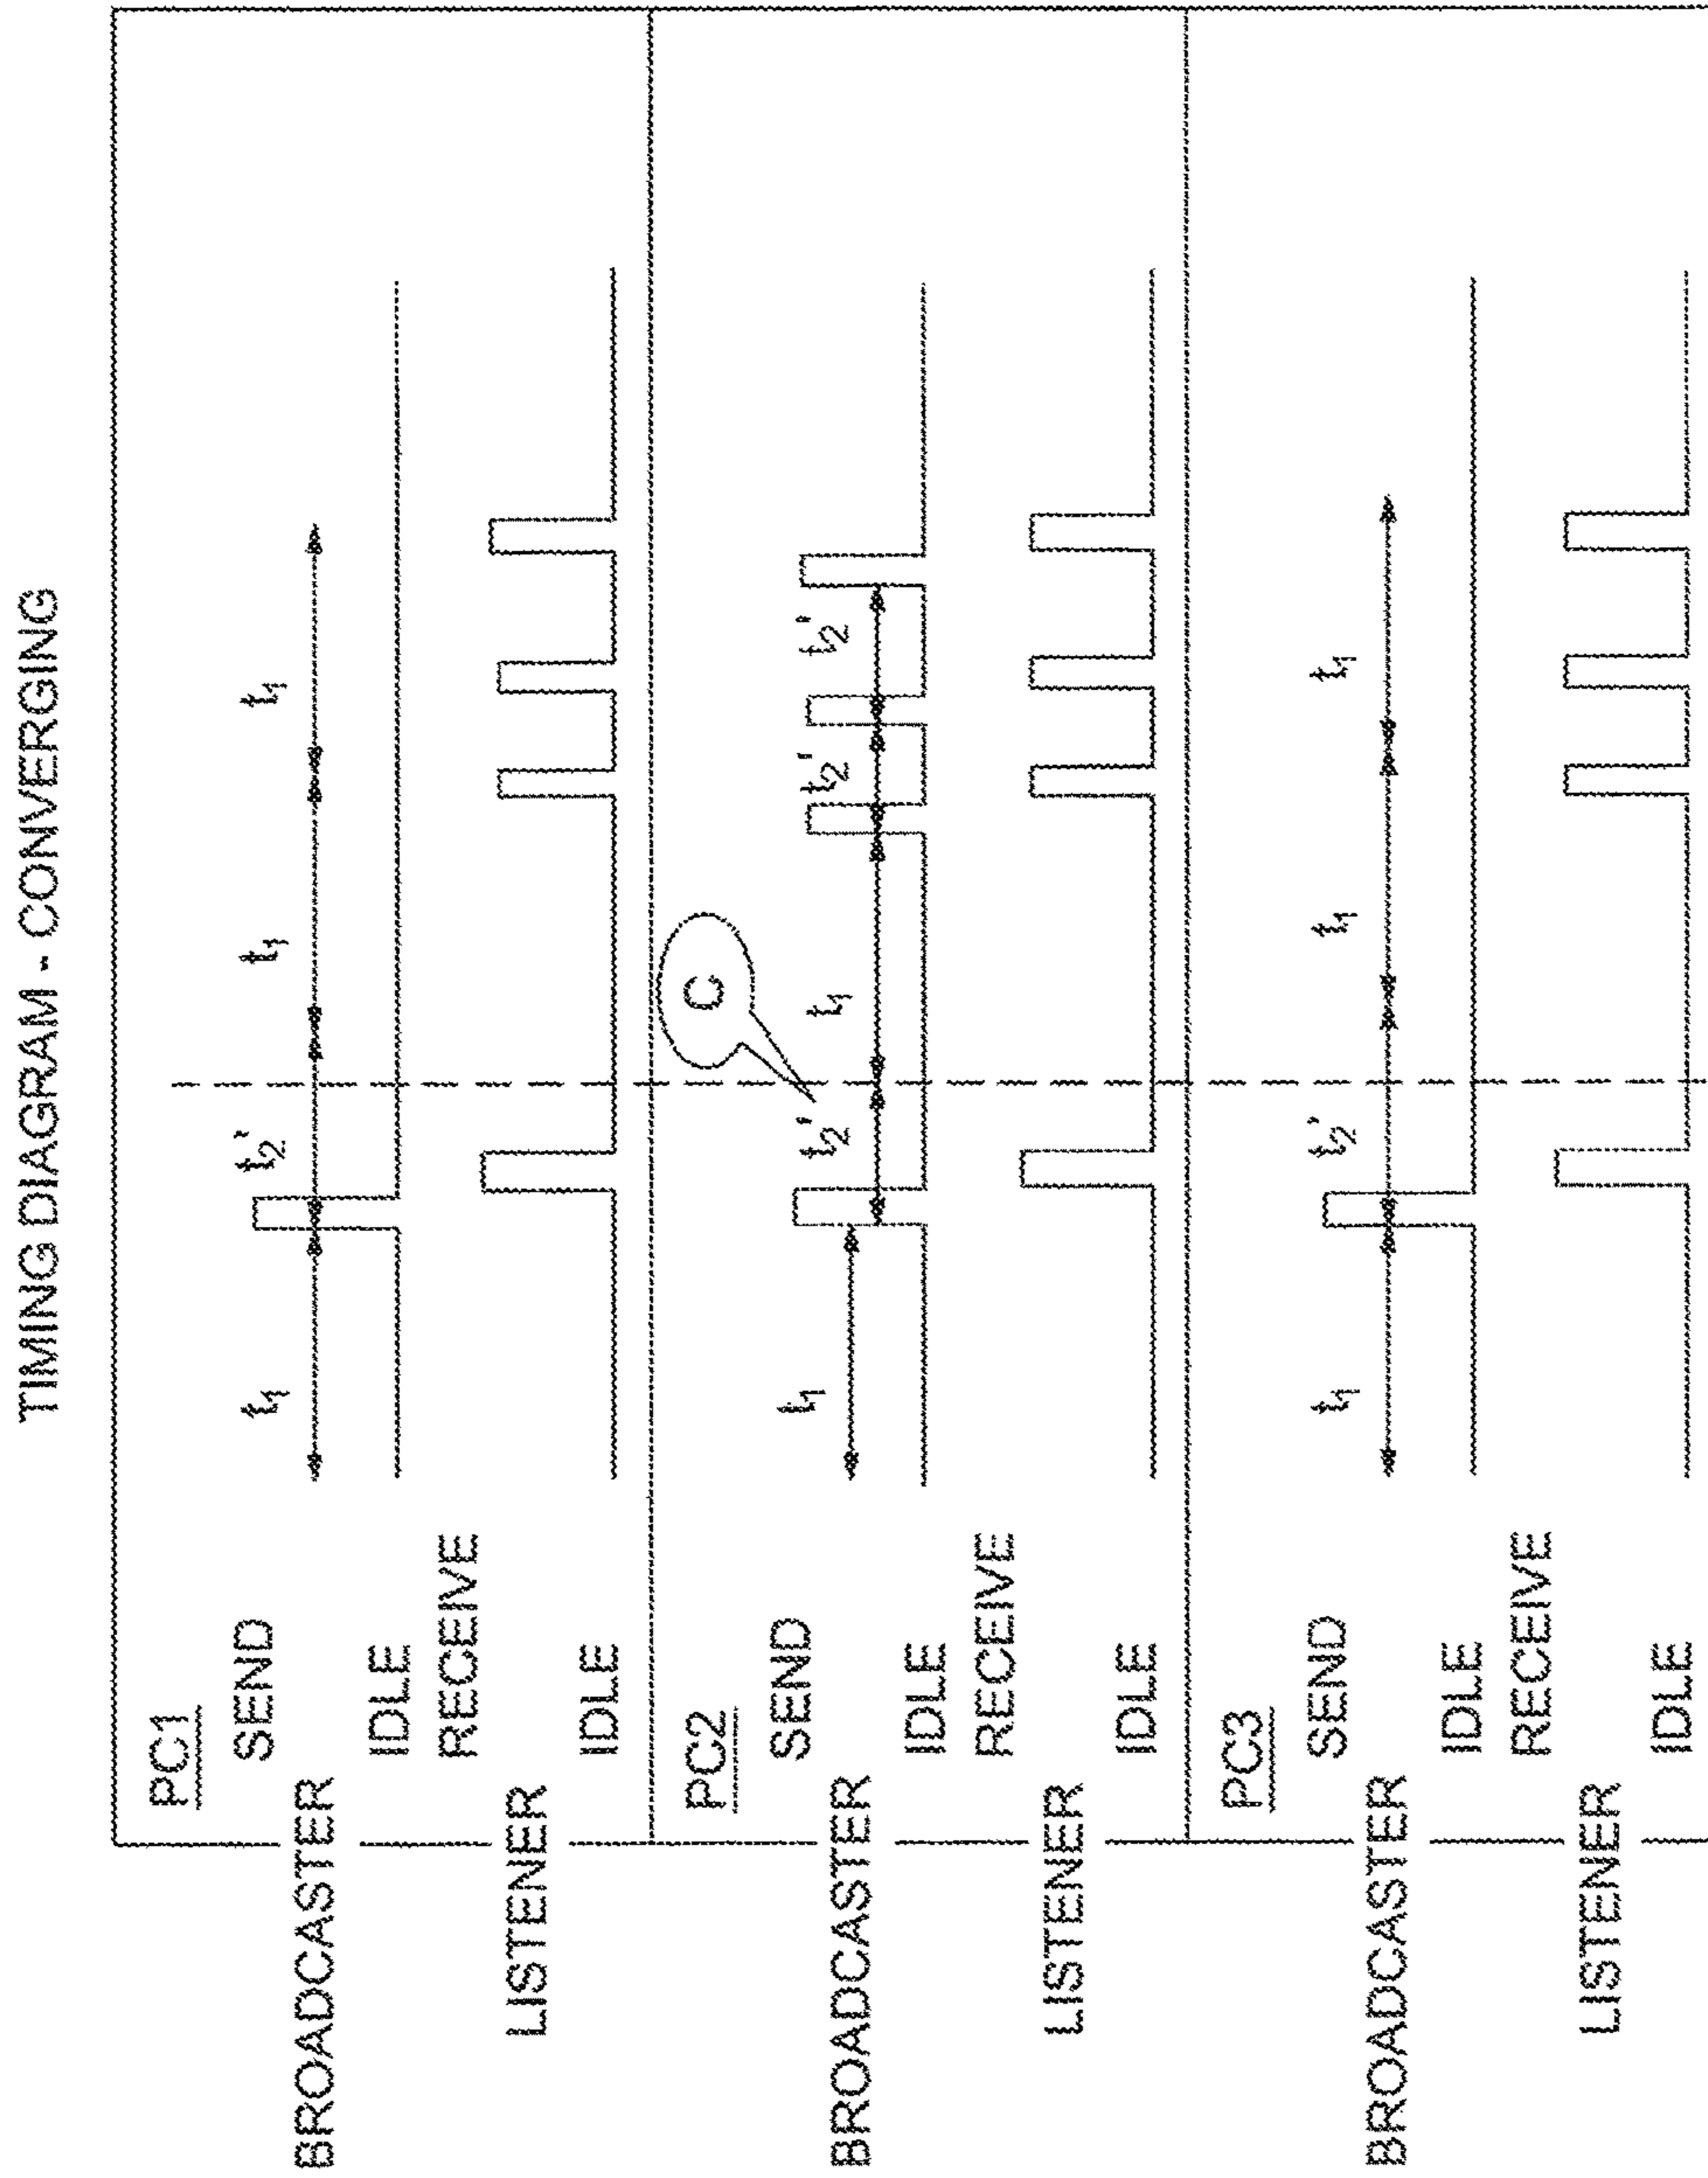 TIMING DIAGRAM - CONVERGING
PC1
BROADCASTER
SEND
t₁ t₂' t₁ t₁
IDLE
LISTENER
RECEIVE
IDLE
PC2
C
BROADCASTER
SEND
t₁ t₂' t₁ t₂' t₂'
IDLE
LISTENER
RECEIVE
IDLE
PC3
BROADCASTER
SEND
t₁ t₂' t₁ t₁
IDLE
LISTENER
RECEIVE
IDLE